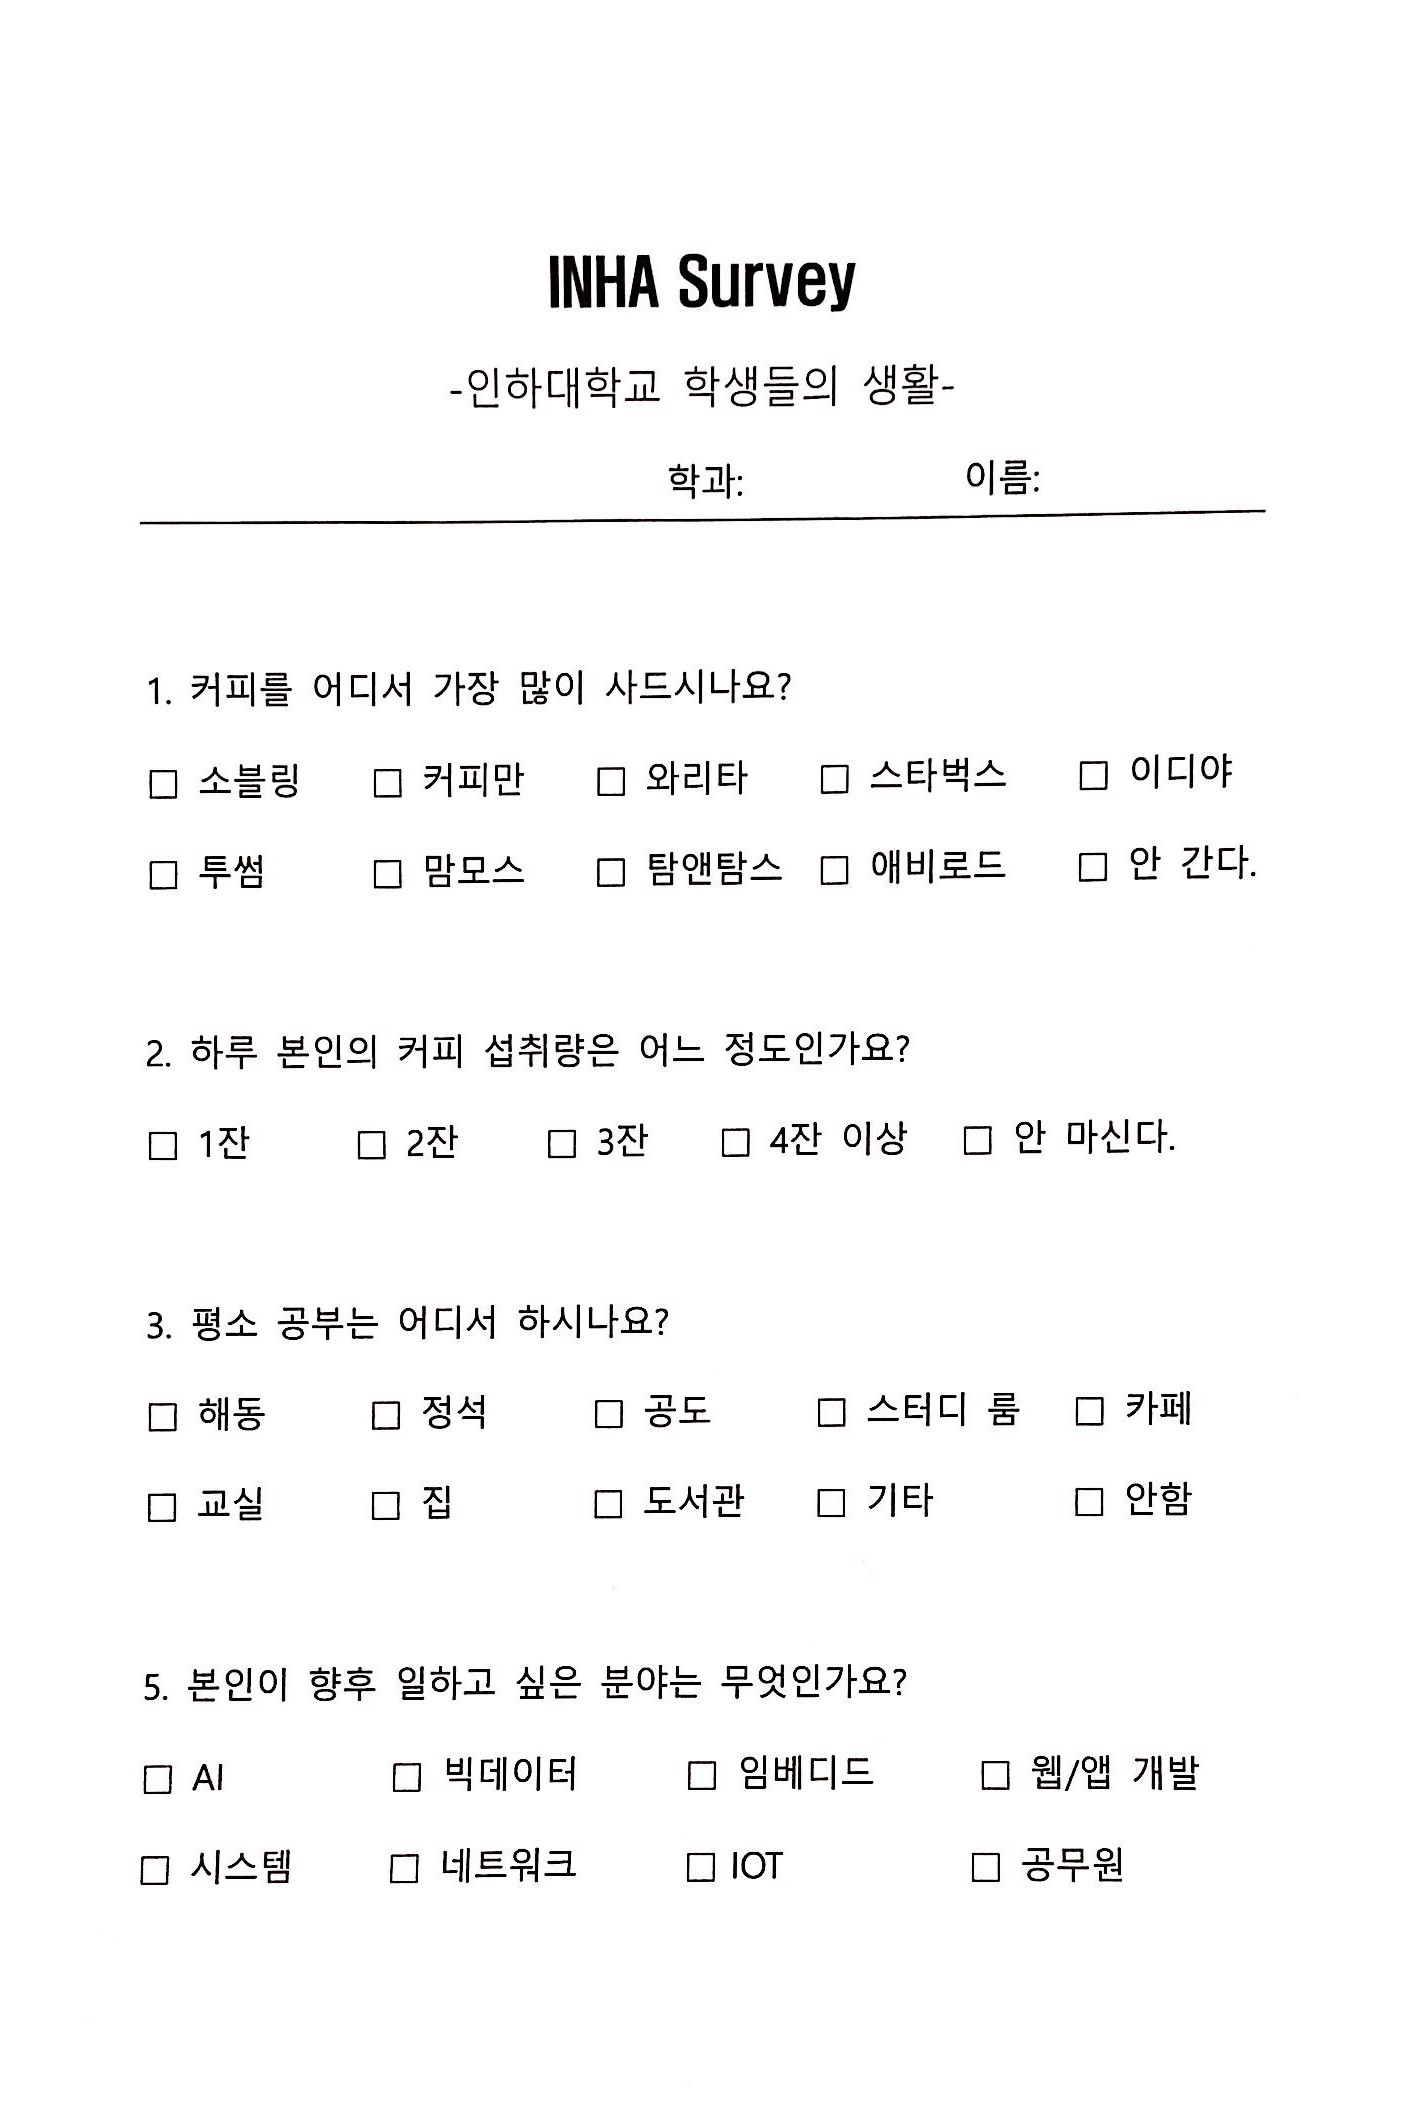 INHA Survey
-인하대학교 학생들의 생활-
학과: 이름:
1. 커피를 어디서 가장 많이 사드시나요?
□ 소블링 □ 커피만 □ 와리타 □ 스타벅스 □ 이디야
□ 투썸 □ 맘모스 □ 탐앤탐스 □ 애비로드 □ 안 간다.
2. 하루 본인의 커피 섭취량은 어느 정도인가요?
□ 1잔 □ 2잔 □ 3잔 □ 4잔 이상 □ 안 마신다.
3. 평소 공부는 어디서 하시나요?
□ 해동 □ 정석 □ 공도 □ 스터디 룸 □ 카페
□ 교실 □ 집 □ 도서관 □ 기타 □ 안함
5. 본인이 향후 일하고 싶은 분야는 무엇인가요?
□ AI □ 빅데이터 □ 임베디드 □ 웹/앱 개발
□ 시스템 □ 네트워크 □ IOT □ 공무원